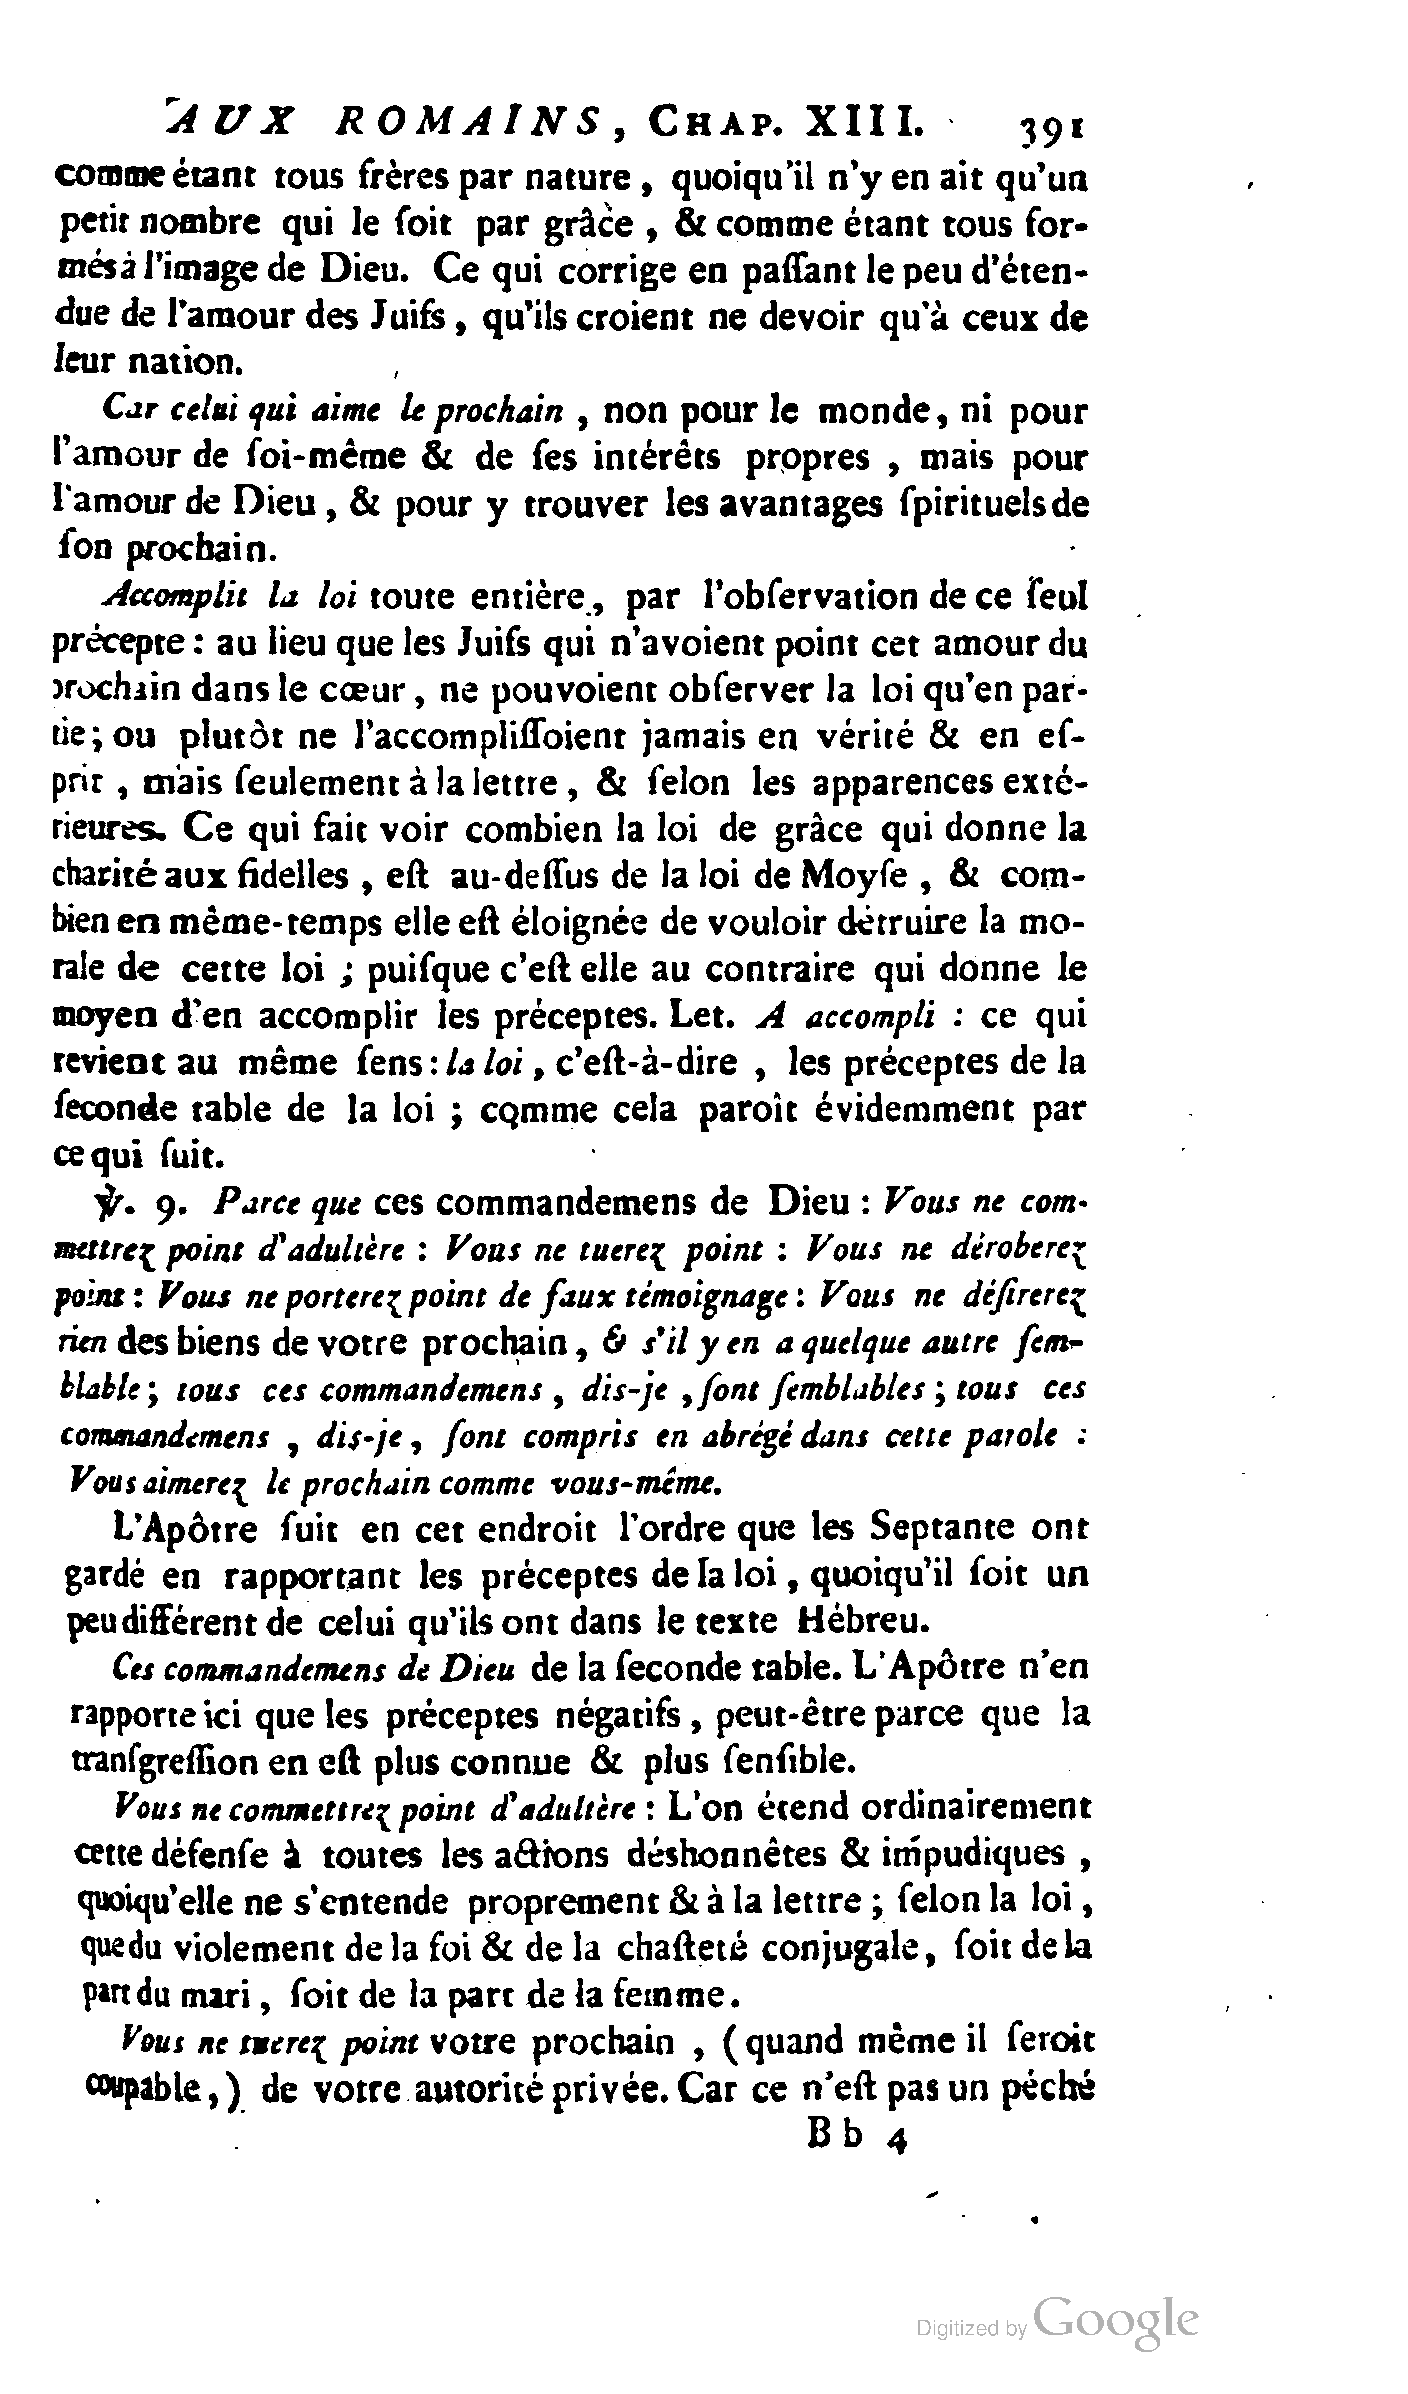 AUX ROMAINS, CHAP. XIII. 391
comme étant tous frères par nature, quoiqu'il n'y en ait qu'un
petit nombre qui le ſoit par grâce, & comme étant tous for-
més à l'image de Dieu. Ce qui corrige en paſſant le peu d'éten-
due de l'amour des Juifs, qu'ils croient ne devoir qu'à ceux de
leur nation.
Car celui qui aime le prochain, non pour le monde, ni pour
l'amour de ſoi-même & de ſes intérêts propres, mais pour
l'amour de Dieu, & pour y trouver les avantages ſpirituels de
ſon prochain.
Accomplit la loi toute entière, par l'obſervation de ce ſeul
précepte : au lieu que les Juifs qui n'avoient point cet amour du
prochain dans le cœur, ne pouvoient obſerver la loi qu'en par-
tie; ou plutôt ne l'accompliſſoient jamais en vérité & en eſ-
prit, mais ſeulement à la lettre, & ſelon les apparences exté-
rieures. Ce qui fait voir combien la loi de grâce qui donne la
charité aux fidelles, eſt au-deſſus de la loi de Moyſe, & com-
bien en même-temps elle eſt éloignée de vouloir détruire la mo-
rale de cette loi ; puiſque c'eſt elle au contraire qui donne le
moyen d'en accomplir les préceptes. Let. A accompli : ce qui
revient au même ſens : la loi, c'eſt-à-dire, les préceptes de la
ſeconde table de la loi ; comme cela paroît évidemment par
ce qui ſuit.
℣. 9. Parce que ces commandemens de Dieu : Vous ne com-
mettrez point d'adultère : Vous ne tuerez point : Vous ne déroberez
point : Vous ne porterez point de faux témoignage : Vous ne déſirerez
rien des biens de votre prochain, & s'il y en a quelque autre ſem-
blable ; tous ces commandemens, dis-je, ſont ſemblables ; tous ces
commandemens, dis-je, ſont compris en abrégé dans cette parole :
Vous aimerez le prochain comme vous-même.
L'Apôtre ſuit en cet endroit l'ordre que les Septante ont
gardé en rapportant les préceptes de la loi, quoiqu'il ſoit un
peu différent de celui qu'ils ont dans le texte Hébreu.
Ces commandemens de Dieu de la ſeconde table. L'Apôtre n'en
rapporte ici que les préceptes négatifs, peut-être parce que la
tranſgreſſion en eſt plus connue & plus ſenſible.
Vous ne commettrez point d'adultère : L'on étend ordinairement
cette défenſe à toutes les actions déshonnêtes & impudiques,
quoiqu'elle ne s'entende proprement & à la lettre ; ſelon la loi,
que du violement de la foi & de la chaſteté conjugale, ſoit de la
part du mari, ſoit de la part de la femme.
Vous ne tuerez point votre prochain, (quand même il ſeroit
coupable,) de votre autorité privée. Car ce n'eſt pas un péché
Bb 4
Digitized by Google